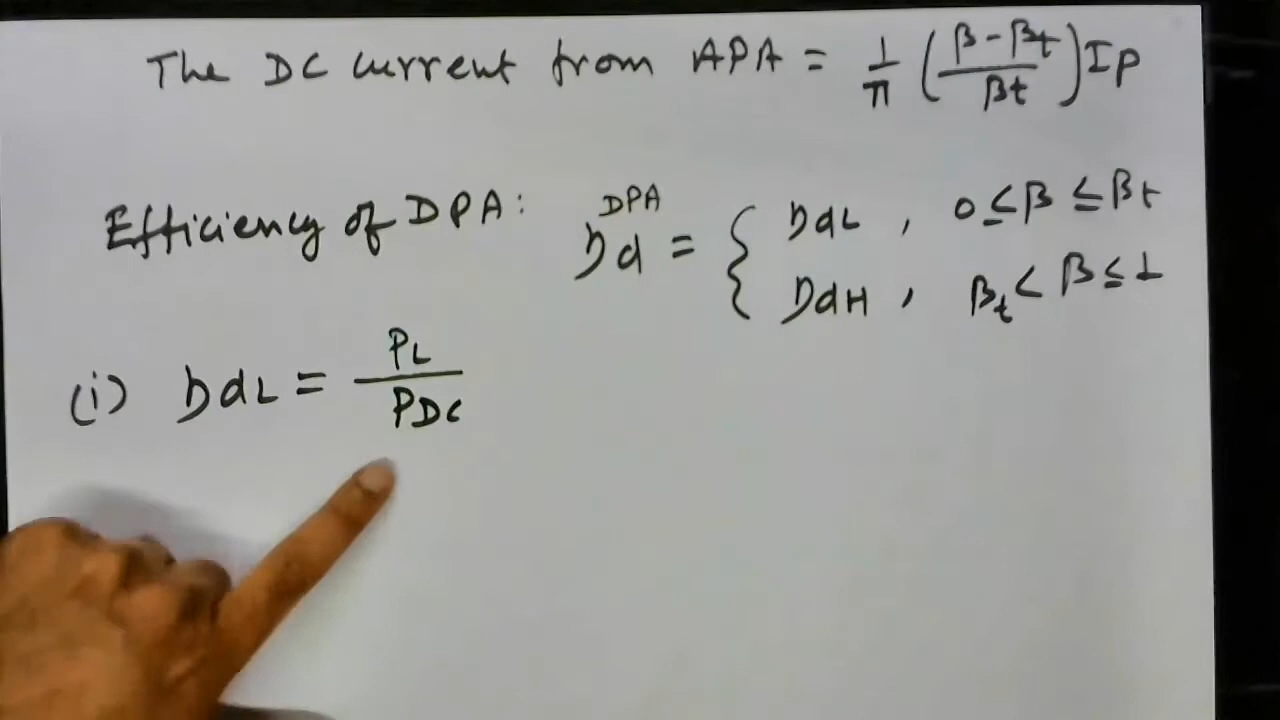 The DC current from APA = 1/π ((β - βt)/βt) Ip
Efficiency of DPA: ηd^DPA = { ηdL , 0 ≤ β ≤ βt
ηdH , βt < β ≤ 1
(i) ηdL = PL/PDC